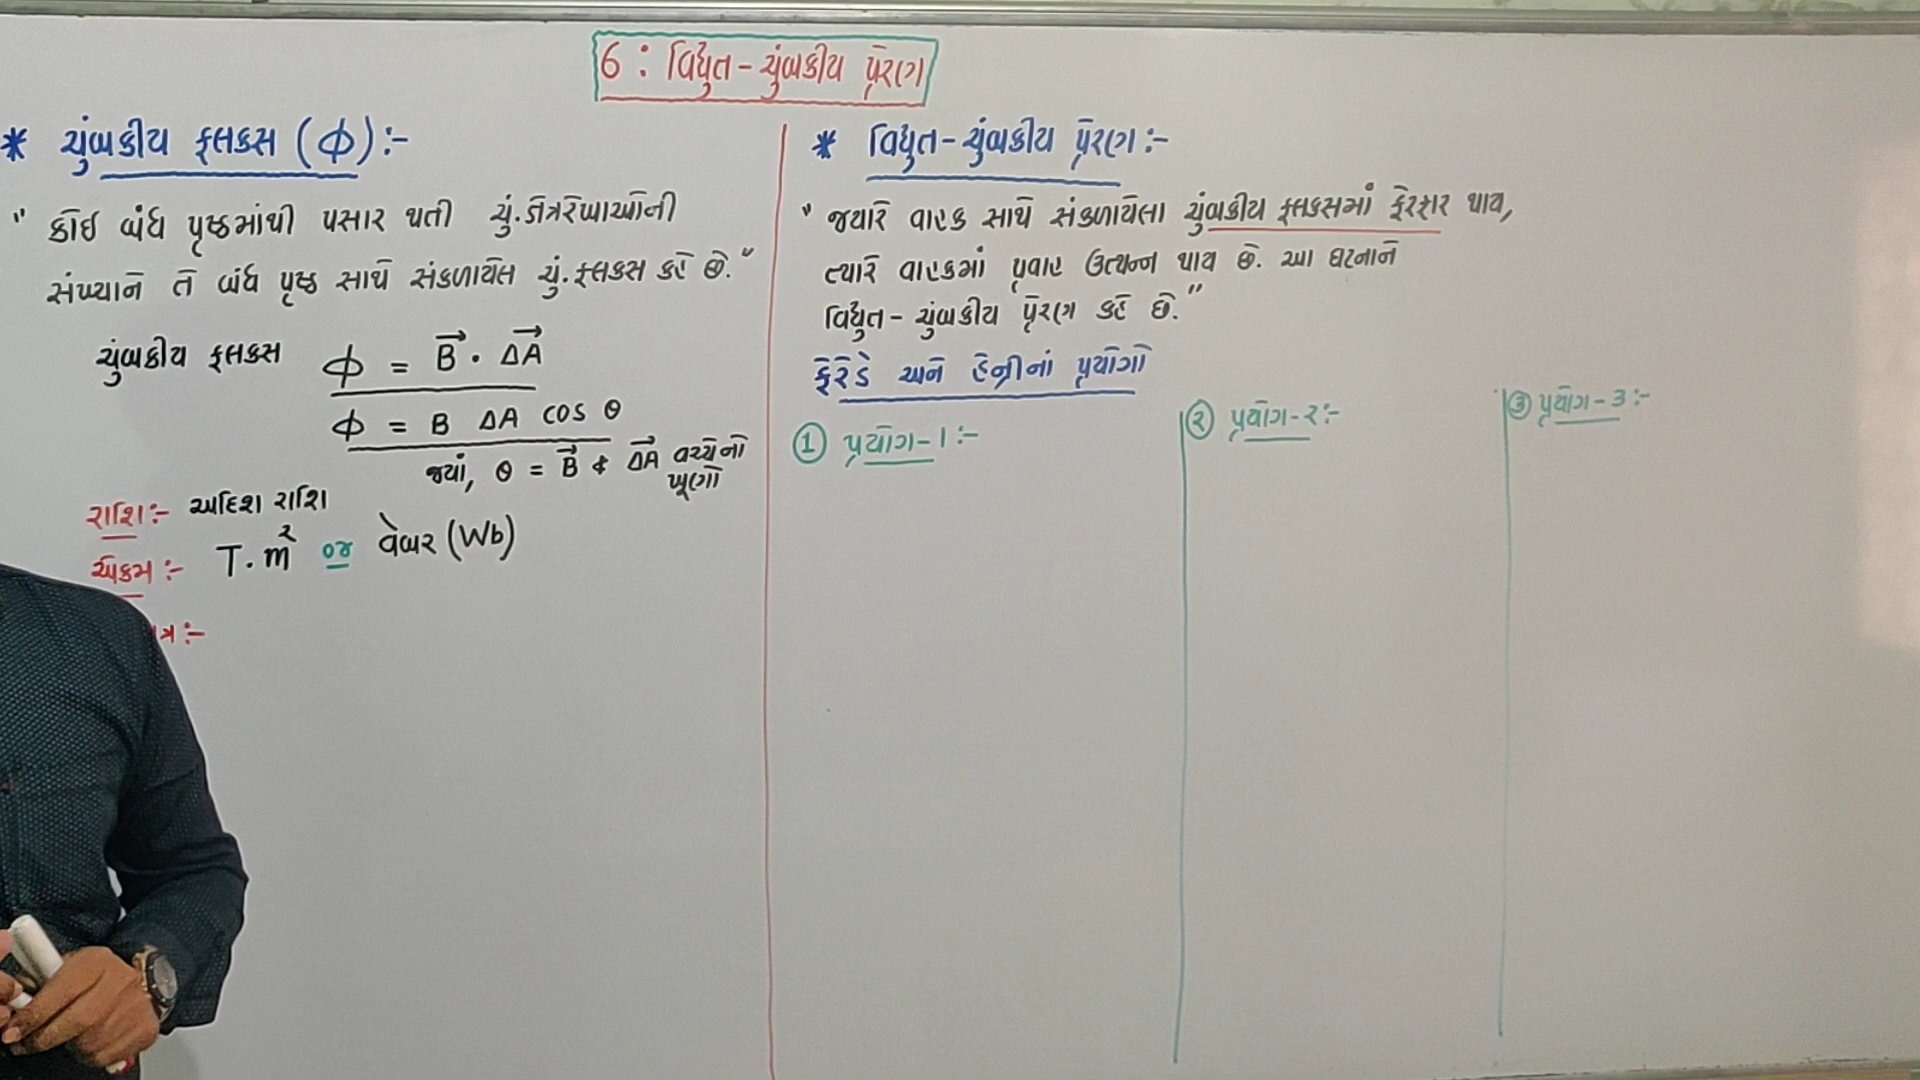 6 : વિદ્યુત - ચુંબકીય પ્રેરણ
* ચુંબકીય ફ્લક્સ (ϕ) :-
" કોઈ બંધ પૃષ્ઠમાંથી પસાર થતી ચું. ક્ષેત્રરેખાઓની
સંખ્યાને તે બંધ પૃષ્ઠ સાથે સંકળાયેલ ચું. ફ્લક્સ કહે છે. "
ચુંબકીય ફ્લક્સ ϕ = B⃗ · ΔA⃗
ϕ = B ΔA cos θ
જ્યાં, θ = B⃗ & ΔA⃗ વચ્ચેનો
ખૂણો
રાશિ :- અદિશ રાશિ
એકમ :- T.m² or વેબર (Wb)
ત્ર :-
* વિદ્યુત - ચુંબકીય પ્રેરણ :-
" જ્યારે વાહક સાથે સંકળાયેલા ચુંબકીય ફ્લક્સમાં ફેરફાર થાય,
ત્યારે વાહકમાં પ્રવાહ ઉત્પન્ન થાય છે. આ ઘટનાને
વિદ્યુત - ચુંબકીય પ્રેરણ કહે છે. "
ફેરેડે અને હેન્રીનાં પ્રયોગો
① પ્રયોગ - 1 :-
② પ્રયોગ - ૨ :-
③ પ્રયોગ - 3 :-